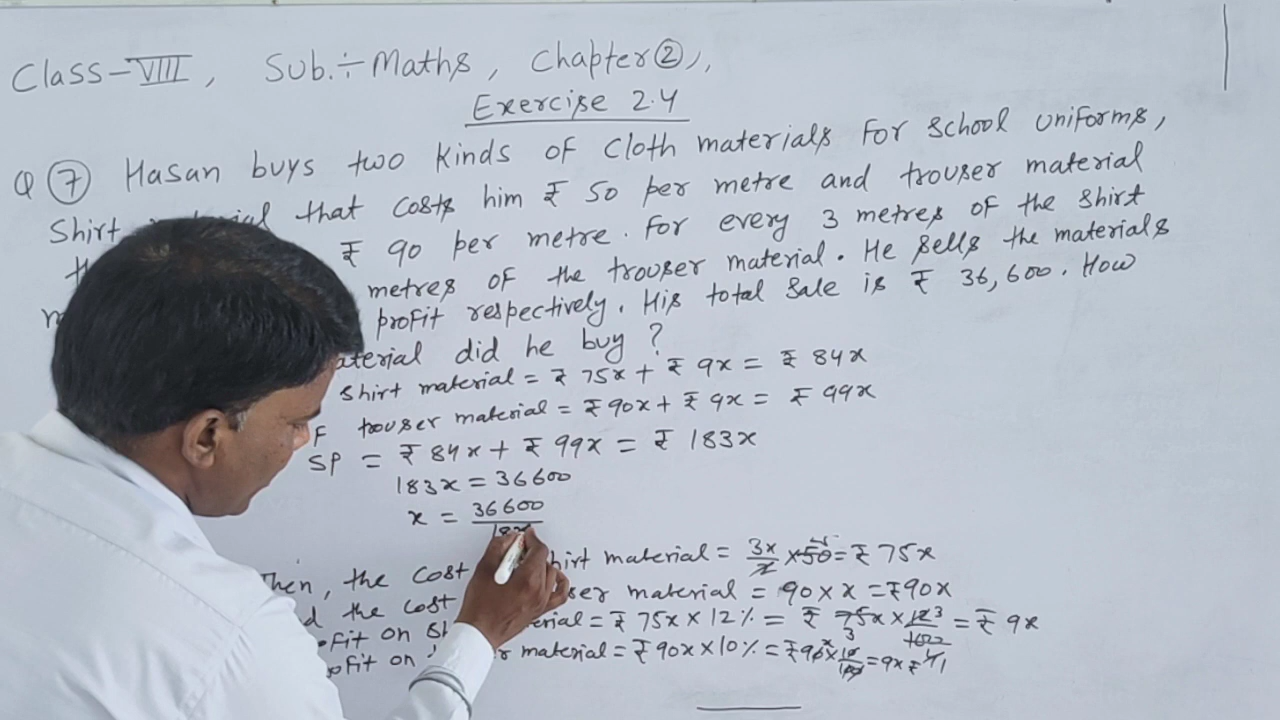 Class-VIII, Sub.÷Maths, Chapter ②,,
Exercise 2.4
Q ⑦ Hasan buys two kinds of cloth materials for school uniforms,
Shirt material that costs him ₹ 50 per metre and trouser material
₹ 90 per metre. For every 3 metres of the shirt
metres of the trouser material. He sells the materials
profit respectively. His total sale is ₹ 36,600. How
material did he buy?
shirt material = ₹ 75x + ₹ 9x = ₹ 84x
trouser material = ₹ 90x + ₹ 9x = ₹ 99x
SP = ₹ 84x + ₹ 99x = ₹ 183x
183x = 36600
x = 36600
Then, the cost shirt material = 3x/2 × 50 = ₹ 75x
the cost material = 90 × x = ₹ 90x
on = ₹ 75x × 12% = ₹ 75x × 12/100 = ₹ 9x
on material = ₹ 90x × 10% = ₹ 90x × 10/100 = 9x